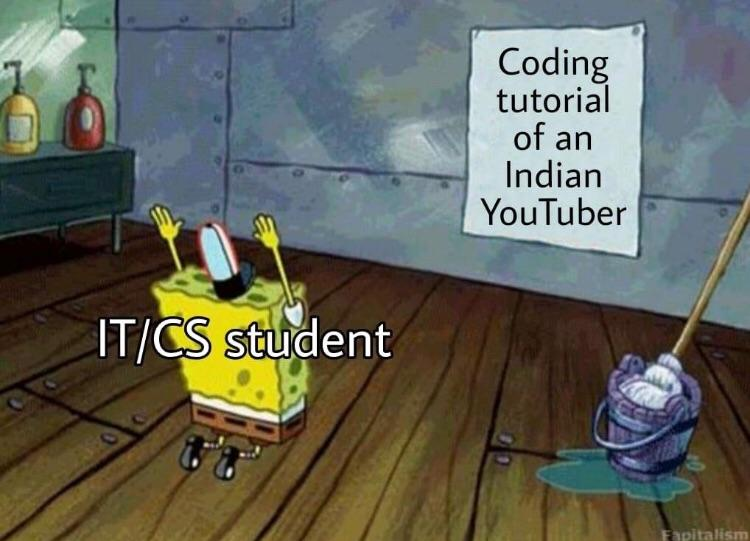 Coding
tutorial
of an
Indian
YouTuber
IT/CS student
Fapitalism